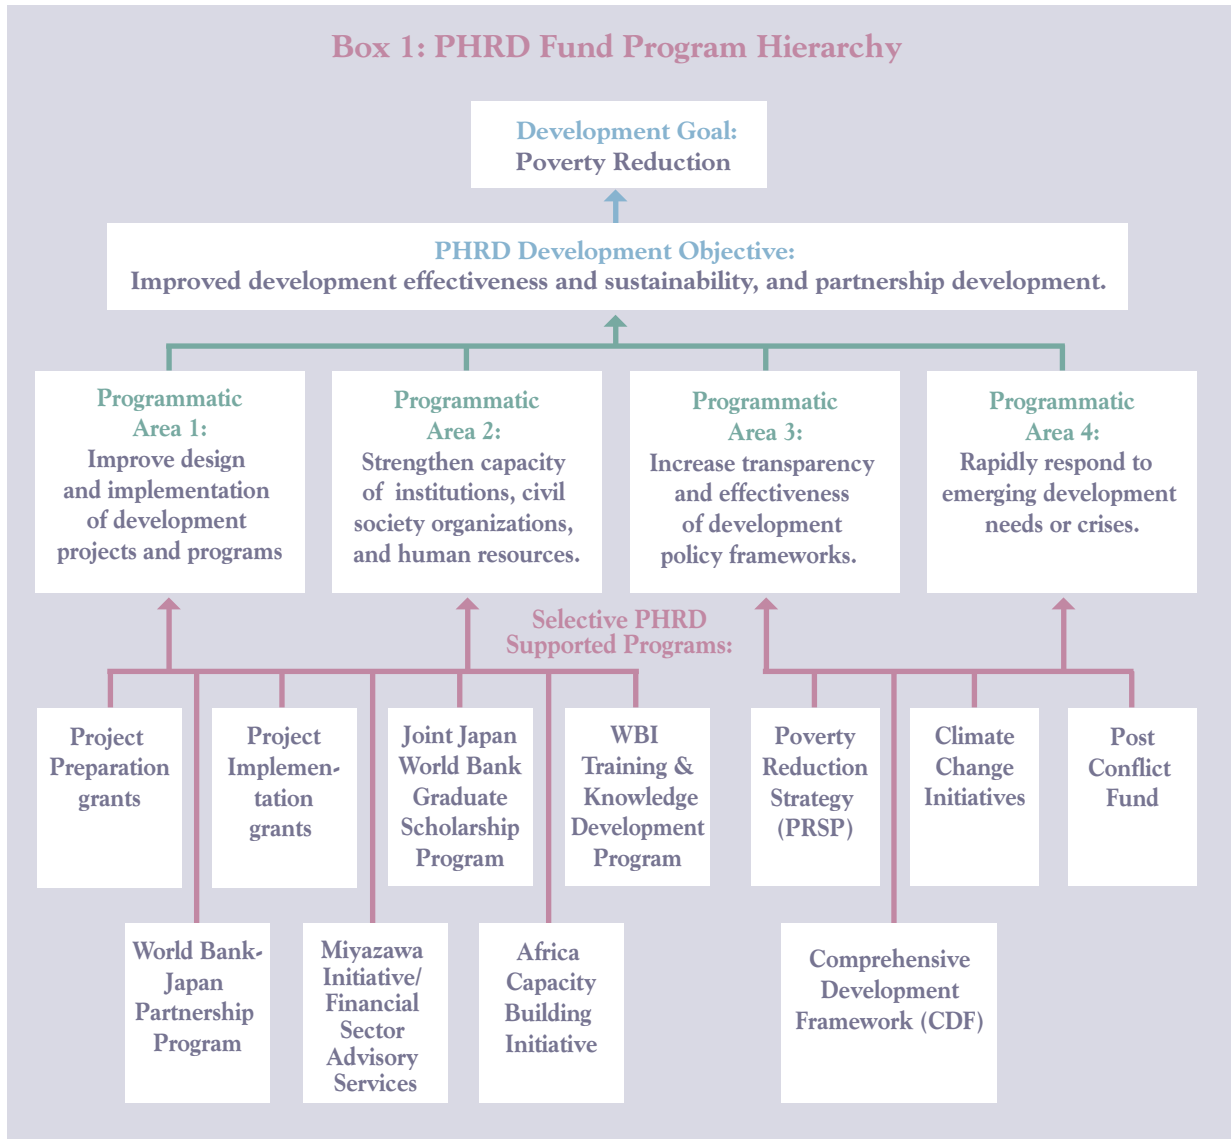 Box 1: PHRD Fund Program Hierarchy
Development Goal:
Poverty Reduction
PHRD Development Objective:
Improved development effectiveness and sustainability, and partnership development.
Programmatic
Area 1:
Improve design
and implementation
of development
projects and programs
Programmatic
Area 2:
Strengthen capacity
of institutions, civil
society organizations,
and human resources.
Programmatic
Area 3:
Increase transparency
and effectiveness
of development
policy frameworks.
Programmatic
Area 4:
Rapidly respond to
emerging development
needs or crises.
Selective PHRD
Supported Programs:
Project
Preparation
grants
Project
Implemen-
tation
grants
Joint Japan
World Bank
Graduate
Scholarship
Program
WBI
Training &
Knowledge
Development
Program
Poverty
Reduction
Strategy
(PRSP)
Climate
Change
Initiatives
Post
Conflict
Fund
World Bank-
Japan
Partnership
Program
Miyazawa
Initiative/
Financial
Sector
Advisory
Services
Africa
Capacity
Building
Initiative
Comprehensive
Development
Framework (CDF)